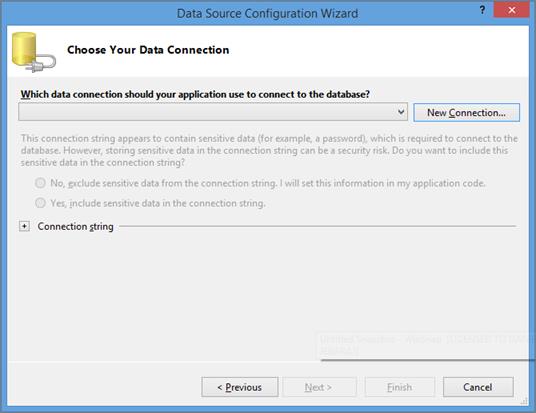 Data Source Configuration Wizard
?
Choose Your Data Connection
Which data connection should your application use to connect to the database?
New Connection...
This connection string appears to contain sensitive data (for example, a password), which is required to connect to the
database. However, storing sensitive data in the connection string can be a security risk. Do you want to include this
sensitive data in the connection string?
No, exclude sensitive data from the connection string. I will set this information in my application code.
Yes, include sensitive data in the connection string.
Connection string
Untitled Snapshot - WinSnap
< Previous
Next >
Finish
Cancel